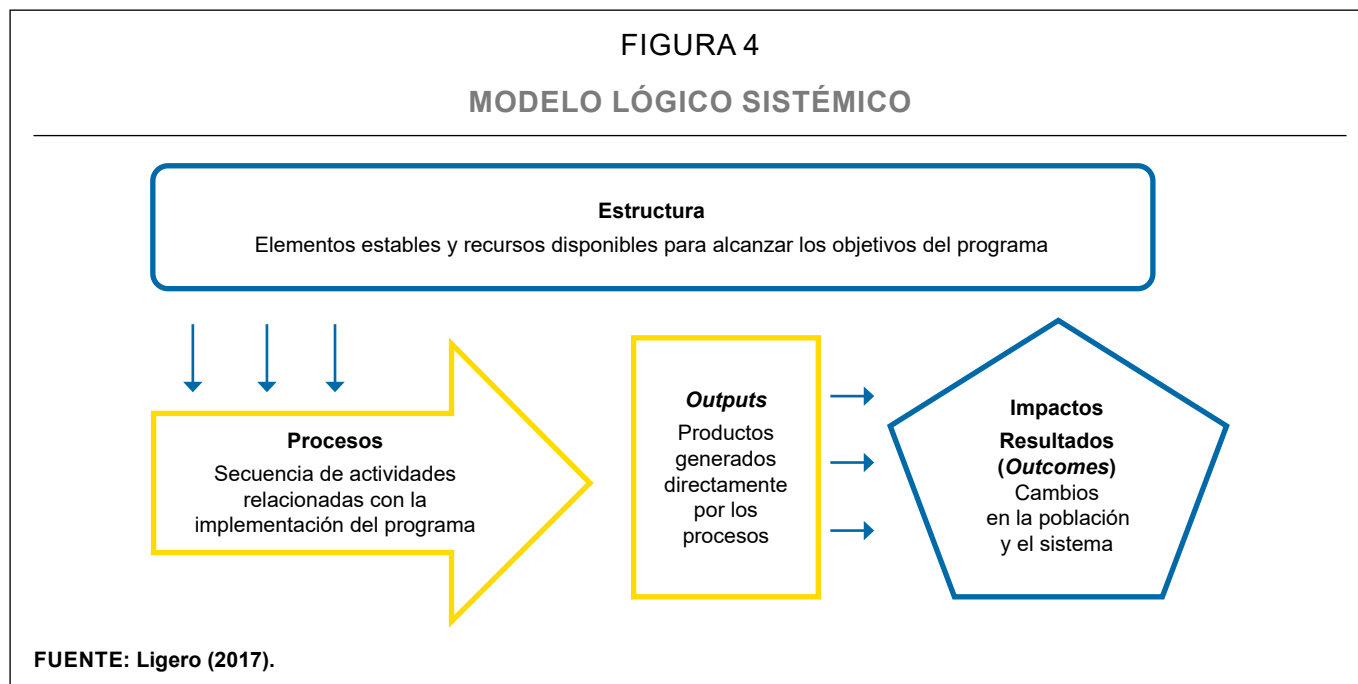 FIGURA 4
MODELO LÓGICO SISTÉMICO
Estructura
Elementos estables y recursos disponibles para alcanzar los objetivos del programa
Procesos
Secuencia de actividades
relacionadas con la
implementación del programa
Outputs
Productos
generados
directamente
por los
procesos
Impactos
Resultados
(Outcomes)
Cambios
en la población
y el sistema
FUENTE: Ligero (2017).